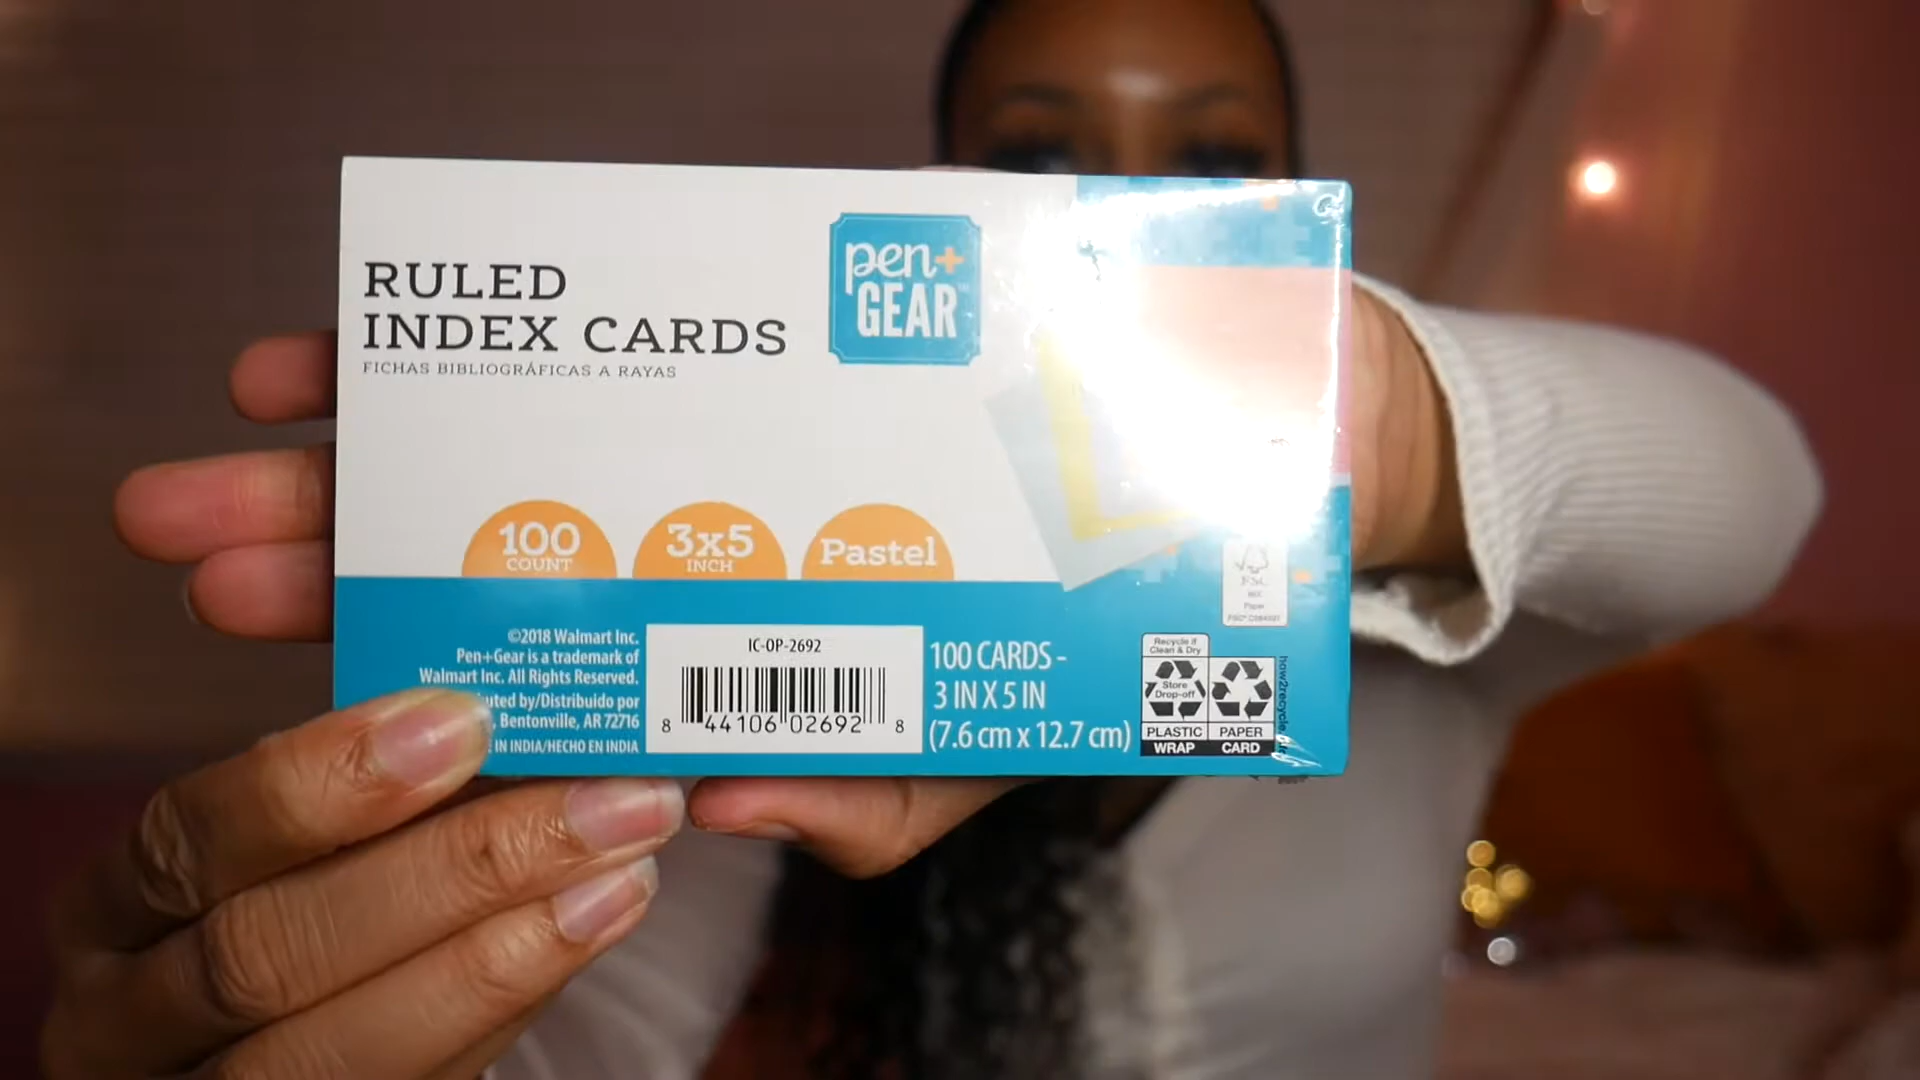 RULED
INDEX CARDS
FICHAS BIBLIOGRÁFICAS A RAYAS
pen+
GEAR
100
COUNT
3x5
INCH
Pastel
©2018 Walmart Inc.
Pen+Gear is a trademark of
Walmart Inc. All Rights Reserved.
by/Distribuido por
, Bentonville, AR 72716
IN INDIA/HECHO EN INDIA
IC-OP-2692
8 44106 02692 8
100 CARDS -
3 IN X 5 IN
(7.6 cm x 12.7 cm)
MIX
Paper
Recycle if
Clean & Dry
Store
Drop-off
PLASTIC
WRAP
PAPER
CARD